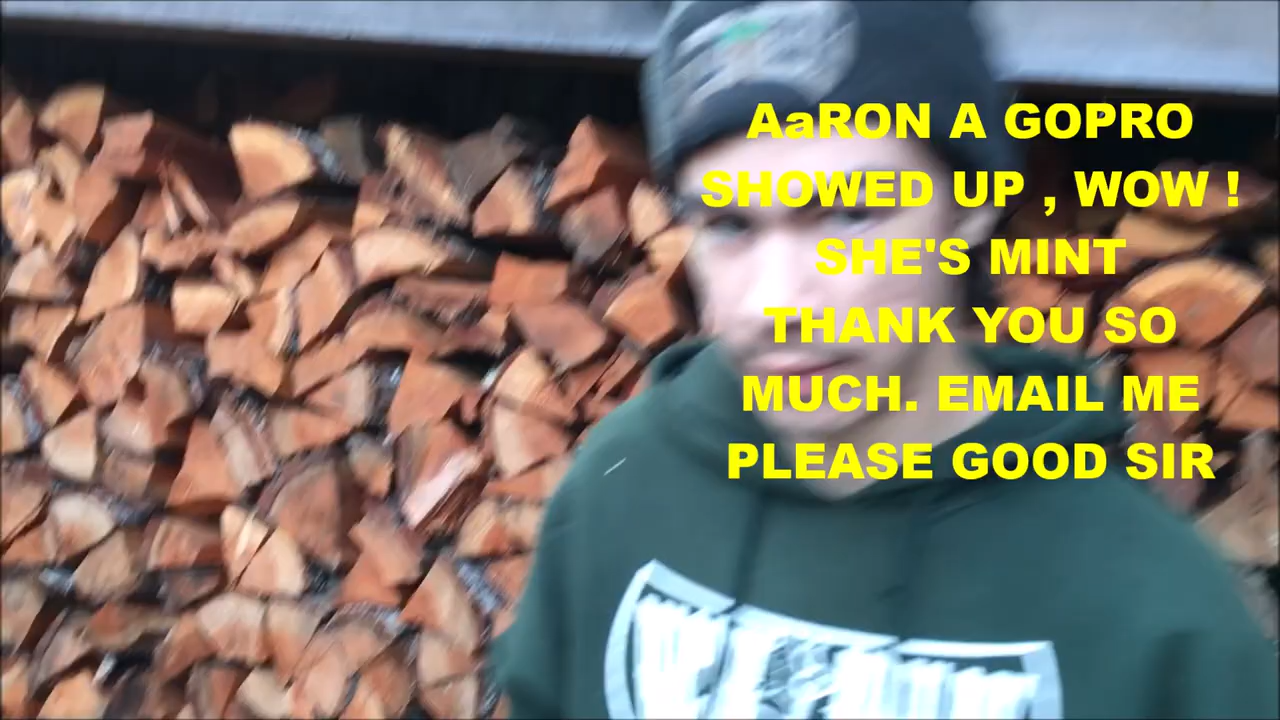 AaRON A GOPRO
SHOWED UP , WOW !
SHE'S MINT
THANK YOU SO
MUCH. EMAIL ME
PLEASE GOOD SIR